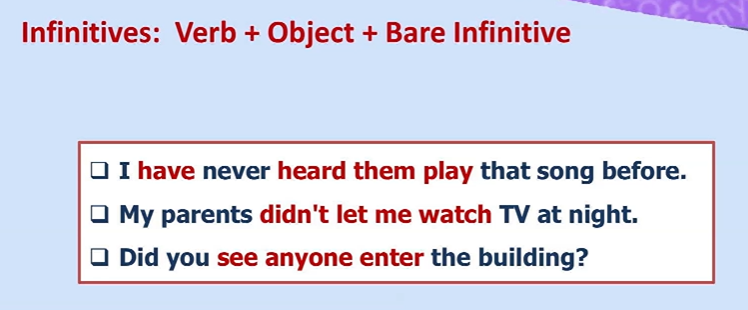 Infinitives: Verb + Object + Bare Infinitive
❑ I have never heard them play that song before.
❑ My parents didn't let me watch TV at night.
❑ Did you see anyone enter the building?